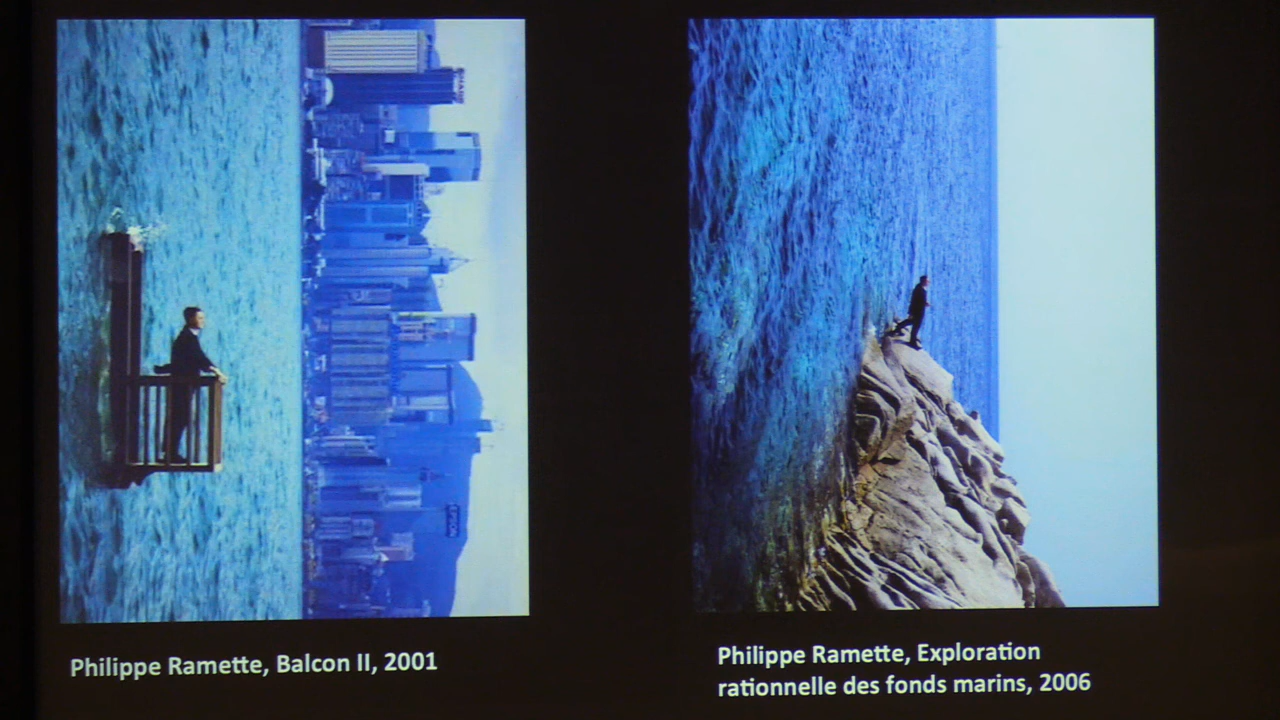 Philippe Ramette, Balcon II, 2001
Philippe Ramette, Exploration
rationnelle des fonds marins, 2006